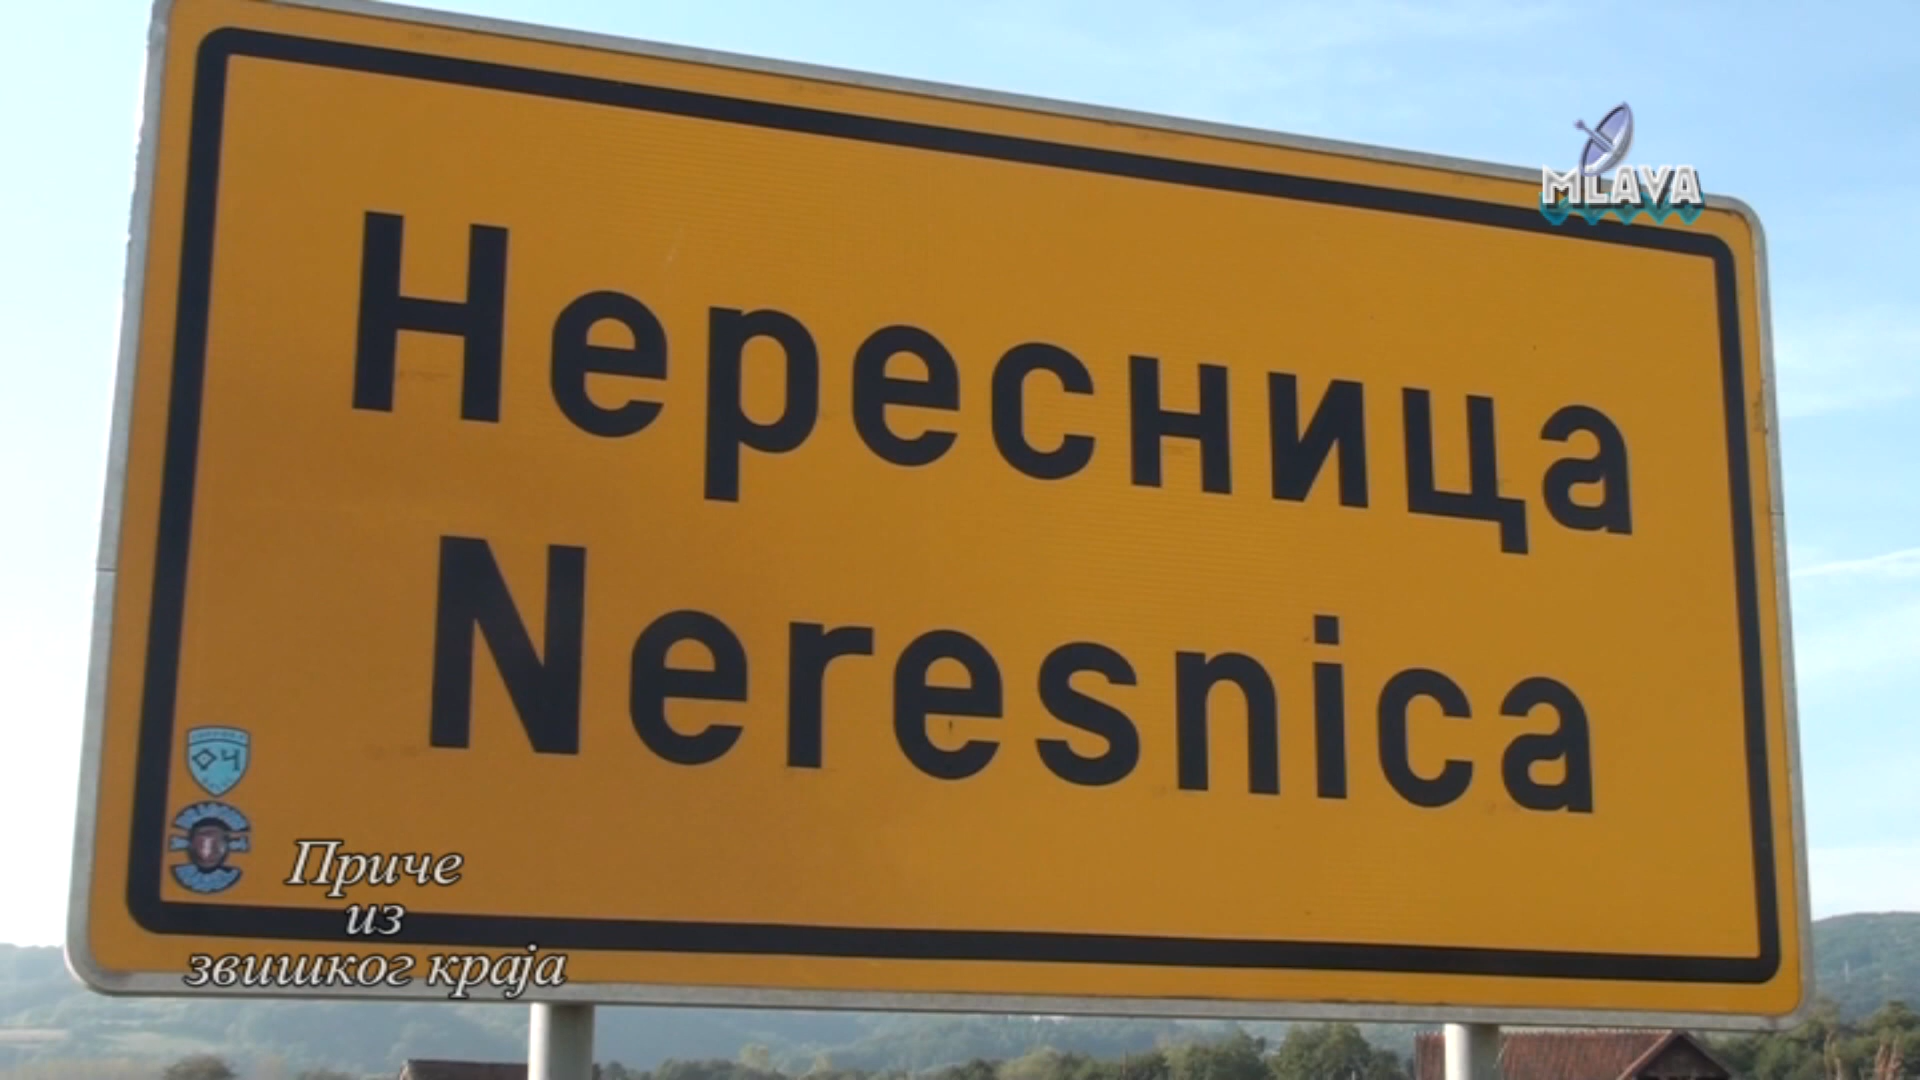 MLAVA
Нересница
Neresnica
Приче
из
звишког краја